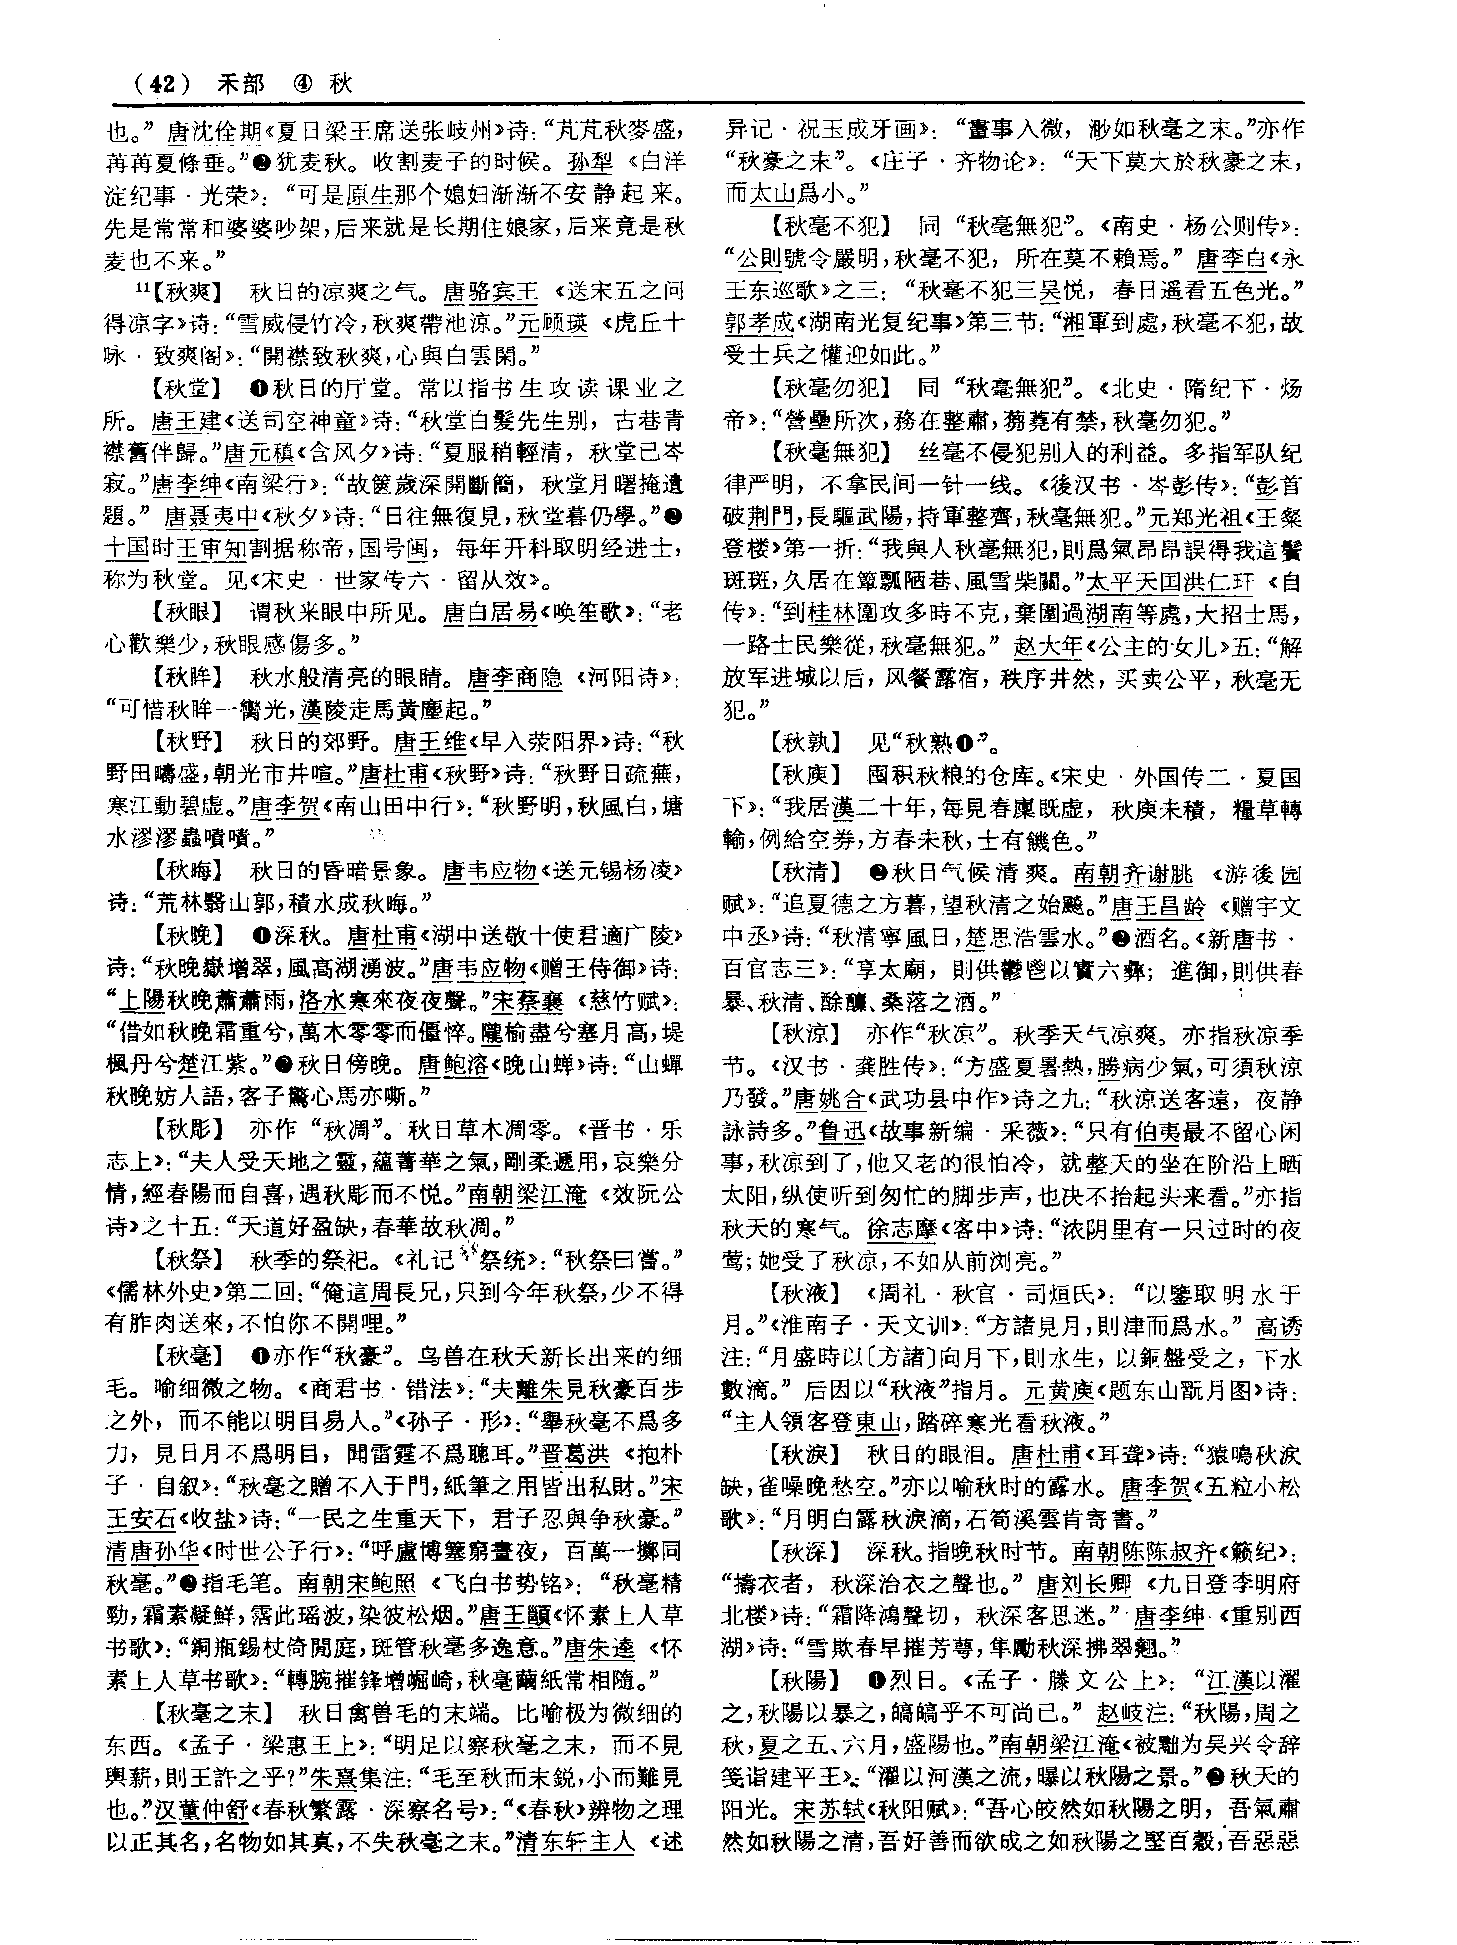 (42) 禾部 ④ 秋
也。”唐沈佺期《夏日梁王席送张岐州》诗：“芃芃秋麥盛，
苒苒夏條垂。”❷犹麦秋。收割麦子的时候。孙犁《白洋
淀纪事·光荣》：“可是原生那个媳妇渐渐不安静起来。
先是常常和婆婆吵架，后来就是长期住娘家，后来竟是秋
麦也不来。”
11【秋爽】 秋日的凉爽之气。唐骆宾王《送宋五之问
得凉字》诗：“雪威侵竹冷，秋爽帶池涼。”元顾瑛《虎丘十
咏·致爽阁》：“開襟致秋爽，心與白雲閑。”
【秋堂】 ❶秋日的厅堂。常以指书生攻读课业之
所。唐王建《送司空神童》诗：“秋堂白髮先生别，古巷青
襟舊伴歸。”唐元稹《含风夕》诗：“夏服稍輕清，秋堂已岑
寂。”唐李绅《南梁行》：“故篋歲深開斷簡，秋堂月曙掩遺
題。”唐聂夷中《秋夕》诗：“日往無復見，秋堂暮仍學。”❷
十国时王审知割据称帝，国号闽，每年开科取明经进士，
称为秋堂。见《宋史·世家传六·留从效》。
【秋眼】 谓秋来眼中所见。唐白居易《唤笙歌》：“老
心歡樂少，秋眼感傷多。”
【秋眸】 秋水般清亮的眼睛。唐李商隐《河阳诗》：
“可惜秋眸一臠光，漢陵走馬黄塵起。”
【秋野】 秋日的郊野。唐王维《早入荥阳界》诗：“秋
野田疇盛，朝光市井喧。”唐杜甫《秋野》诗：“秋野日疏蕪，
寒江動碧虚。”唐李贺《南山田中行》：“秋野明，秋風白，塘
水漻漻蟲嘖嘖。”
【秋晦】 秋日的昏暗景象。唐韦应物《送元锡杨凌》
诗：“荒林翳山郭，積水成秋晦。”
【秋晚】 ❶深秋。唐杜甫《湖中送敬十使君適广陵》
诗：“秋晚嶽增翠，風高湖湧波。”唐韦应物《赠王侍御》诗：
“上陽秋晚蕭蕭雨，洛水寒來夜夜聲。”宋蔡襄《慈竹赋》：
“借如秋晚霜重兮，萬木零零而僵悴。隴榆盡兮塞月高，堤
楓丹兮楚江紫。”❷秋日傍晚。唐鲍溶《晚山蝉》诗：“山蟬
秋晚妨人語，客子驚心馬亦嘶。”
【秋彫】 亦作“秋凋”。秋日草木凋零。《晋书·乐
志上》：“夫人受天地之靈，藴菁華之氣，剛柔遞用，哀樂分
情，經春陽而自喜，遇秋彫而不悦。”南朝梁江淹《效阮公
诗》之十五：“天道好盈缺，春華故秋凋。”
【秋祭】 秋季的祭祀。《礼记·祭统》：“秋祭曰嘗。”
《儒林外史》第二回：“俺這周長兄，只到今年秋祭，少不得
有胙肉送來，不怕你不開哩。”
【秋毫】 ❶亦作“秋豪”。鸟兽在秋天新长出来的细
毛。喻细微之物。《商君书·错法》：“夫離朱見秋豪百步
之外，而不能以明目易人。”《孙子·形》：“舉秋毫不爲多
力，見日月不爲明目，聞雷霆不爲聰耳。”晋葛洪《抱朴
子·自叙》：“秋毫之贈不入于門，紙筆之用皆出私財。”宋
王安石《收盐》诗：“一民之生重天下，君子忍與争秋豪。”
清唐孙华《时世公子行》：“呼盧博簺窮晝夜，百萬一擲同
秋毫。”❷指毛笔。南朝宋鲍照《飞白书势铭》：“秋毫精
勁，霜素凝鮮，霑此瑶波，染彼松烟。”唐王顒《怀素上人草
书歌》：“銅瓶錫杖倚閒庭，斑管秋毫多逸意。”唐朱逵《怀
素上人草书歌》：“轉腕摧鋒增崛崎，秋毫繭紙常相隨。”
【秋毫之末】 秋日禽兽毛的末端。比喻极为微细的
东西。《孟子·梁惠王上》：“明足以察秋毫之末，而不見
輿薪，則王許之乎？”朱熹集注：“毛至秋而末鋭，小而難見
也。”汉董仲舒《春秋繁露·深察名号》：“《春秋》辨物之理
以正其名，名物如其真，不失秋毫之末。”清东轩主人《述
异记·祝玉成牙画》：“畫事入微，渺如秋毫之末。”亦作
“秋豪之末”。《庄子·齐物论》：“天下莫大於秋豪之末，
而太山爲小。”
【秋毫不犯】 同“秋毫無犯”。《南史·杨公则传》：
“公則號令嚴明，秋毫不犯，所在莫不賴焉。”唐李白《永
王东巡歌》之三：“秋毫不犯三吴悦，春日遥看五色光。”
郭孝成《湖南光复纪事》第三节：“湘軍到處，秋毫不犯，故
受士兵之懽迎如此。”
【秋毫勿犯】 同“秋毫無犯”。《北史·隋纪下·炀
帝》：“營壘所次，務在整肅，蒭蕘有禁，秋毫勿犯。”
【秋毫無犯】 丝毫不侵犯别人的利益。多指军队纪
律严明，不拿民间一针一线。《後汉书·岑彭传》：“彭首
破荆門，長驅武陽，持軍整齊，秋毫無犯。”元郑光祖《王粲
登楼》第一折：“我與人秋毫無犯，則爲氣昂昂誤得我這鬢
斑斑，久居在簞瓢陋巷、風雪柴關。”太平天囯洪仁玕《自
传》：“到桂林圍攻多時不克，棄圍過湖南等處，大招士馬，
一路士民樂從，秋毫無犯。”赵大年《公主的女儿》五：“解
放军进城以后，风餐露宿，秩序井然，买卖公平，秋毫无
犯。”
【秋孰】 见“秋熟❶”。
【秋庾】 囤积秋粮的仓库。《宋史·外国传二·夏国
下》：“我居漢二十年，每見春廩既虚，秋庾未積，糧草轉
輸，例給空券，方春未秋，士有饑色。”
【秋清】 ❷秋日气候清爽。南朝齐谢朓《游後园
赋》：“追夏德之方暮，望秋清之始飈。”唐王昌龄《赠宇文
中丞》诗：“秋清寧風日，楚思浩雲水。”❷酒名。《新唐书·
百官志三》：“享太廟，則供鬱鬯以實六彝；進御，則供春
暴、秋清、酴釄、桑落之酒。”
【秋涼】 亦作“秋凉”。秋季天气凉爽。亦指秋凉季
节。《汉书·龚胜传》：“方盛夏暑熱，勝病少氣，可須秋涼
乃發。”唐姚合《武功县中作》诗之九：“秋涼送客遠，夜静
詠詩多。”鲁迅《故事新编·采薇》：“只有伯夷最不留心闲
事，秋凉到了，他又老的很怕冷，就整天的坐在阶沿上晒
太阳，纵使听到匆忙的脚步声，也决不抬起头来看。”亦指
秋天的寒气。徐志摩《客中》诗：“浓阴里有一只过时的夜
莺；她受了秋凉，不如从前浏亮。”
【秋液】 《周礼·秋官·司烜氏》：“以鑒取明水于
月。”《淮南子·天文训》：“方諸見月，則津而爲水。”高诱
注：“月盛時以〔方諸〕向月下，則水生，以銅盤受之，下水
數滴。”后因以“秋液”指月。元黄庚《题东山翫月图》诗：
“主人領客登東山，踏碎寒光看秋液。”
【秋淚】 秋日的眼泪。唐杜甫《耳聋》诗：“猿鳴秋淚
缺，雀噪晚愁空。”亦以喻秋时的露水。唐李贺《五粒小松
歌》：“月明白露秋淚滴，石筍溪雲肯寄書。”
【秋深】 深秋。指晚秋时节。南朝陈陈叔齐《籁纪》：
“擣衣者，秋深治衣之聲也。”唐刘长卿《九日登李明府
北楼》诗：“霜降鴻聲切，秋深客思迷。”唐李绅《重别西
湖》诗：“雪欺春早摧芳萼，隼勵秋深拂翠翹。”
【秋陽】 ❶烈日。《孟子·滕文公上》：“江漢以濯
之，秋陽以暴之，皜皜乎不可尚已。”赵岐注：“秋陽，周之
秋，夏之五、六月，盛陽也。”南朝梁江淹《被黜为吴兴令辞
笺诣建平王》：“濯以河漢之流，曝以秋陽之景。”❷秋天的
阳光。宋苏轼《秋阳赋》：“吾心皎然如秋陽之明，吾氣肅
然如秋陽之清，吾好善而欲成之如秋陽之堅百穀，吾惡惡